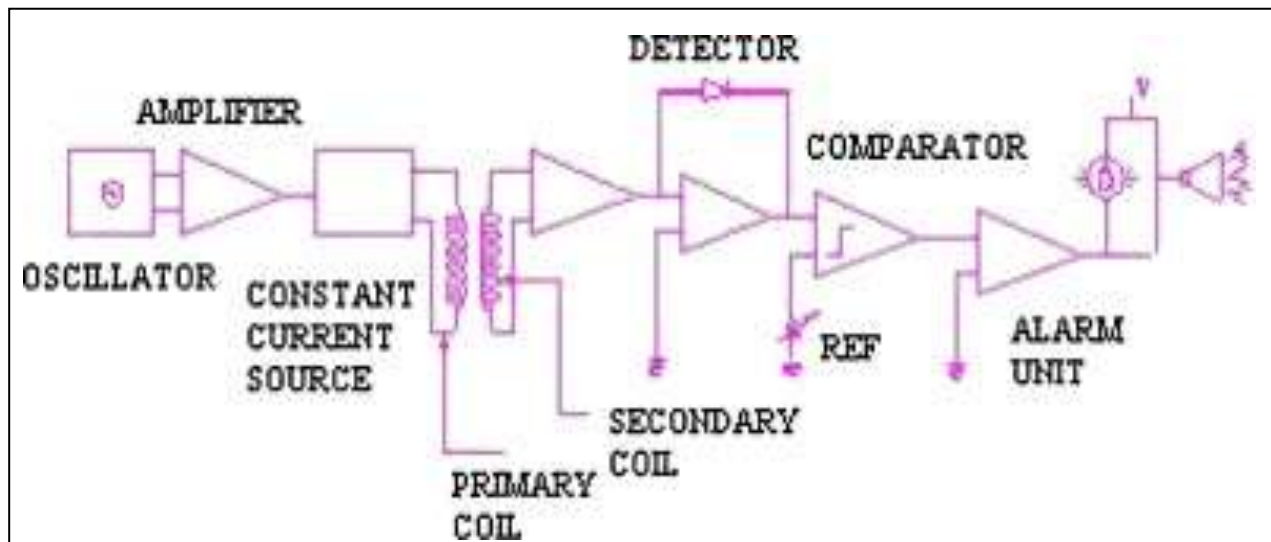 DETECTOR
AMPLIFIER
V
COMPARATOR
OSCILLATOR
CONSTANT
CURRENT
SOURCE
REF
ALARM
UNIT
SECONDARY
COIL
PRIMARY
COIL